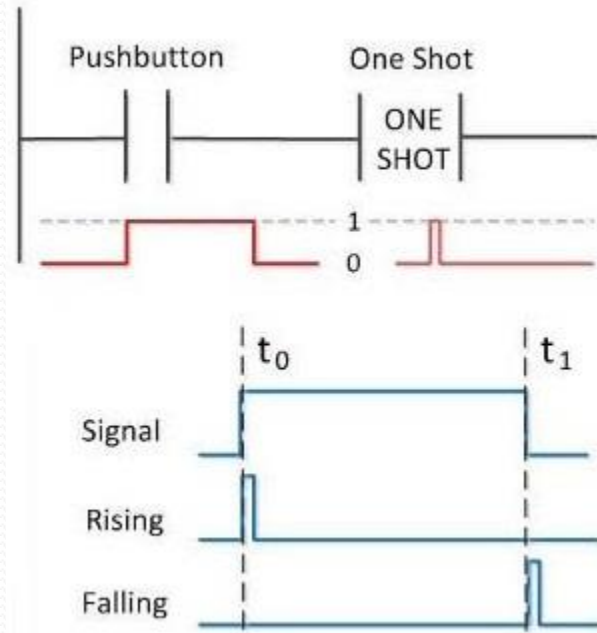 Pushbutton
One Shot
ONE
SHOT
1
0
t₀
t₁
Signal
Rising
Falling